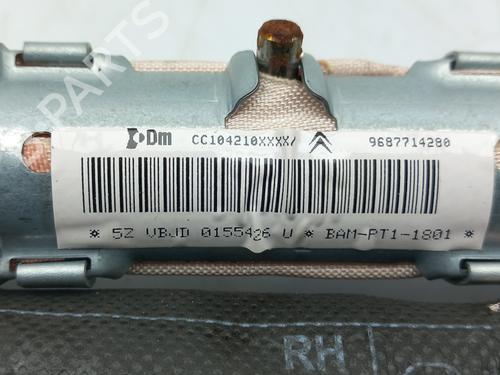 Dm CC104210XXXX/ 9687714280
* 5Z VBJD 0155426 U * BAM-PT1-1801 *
RH